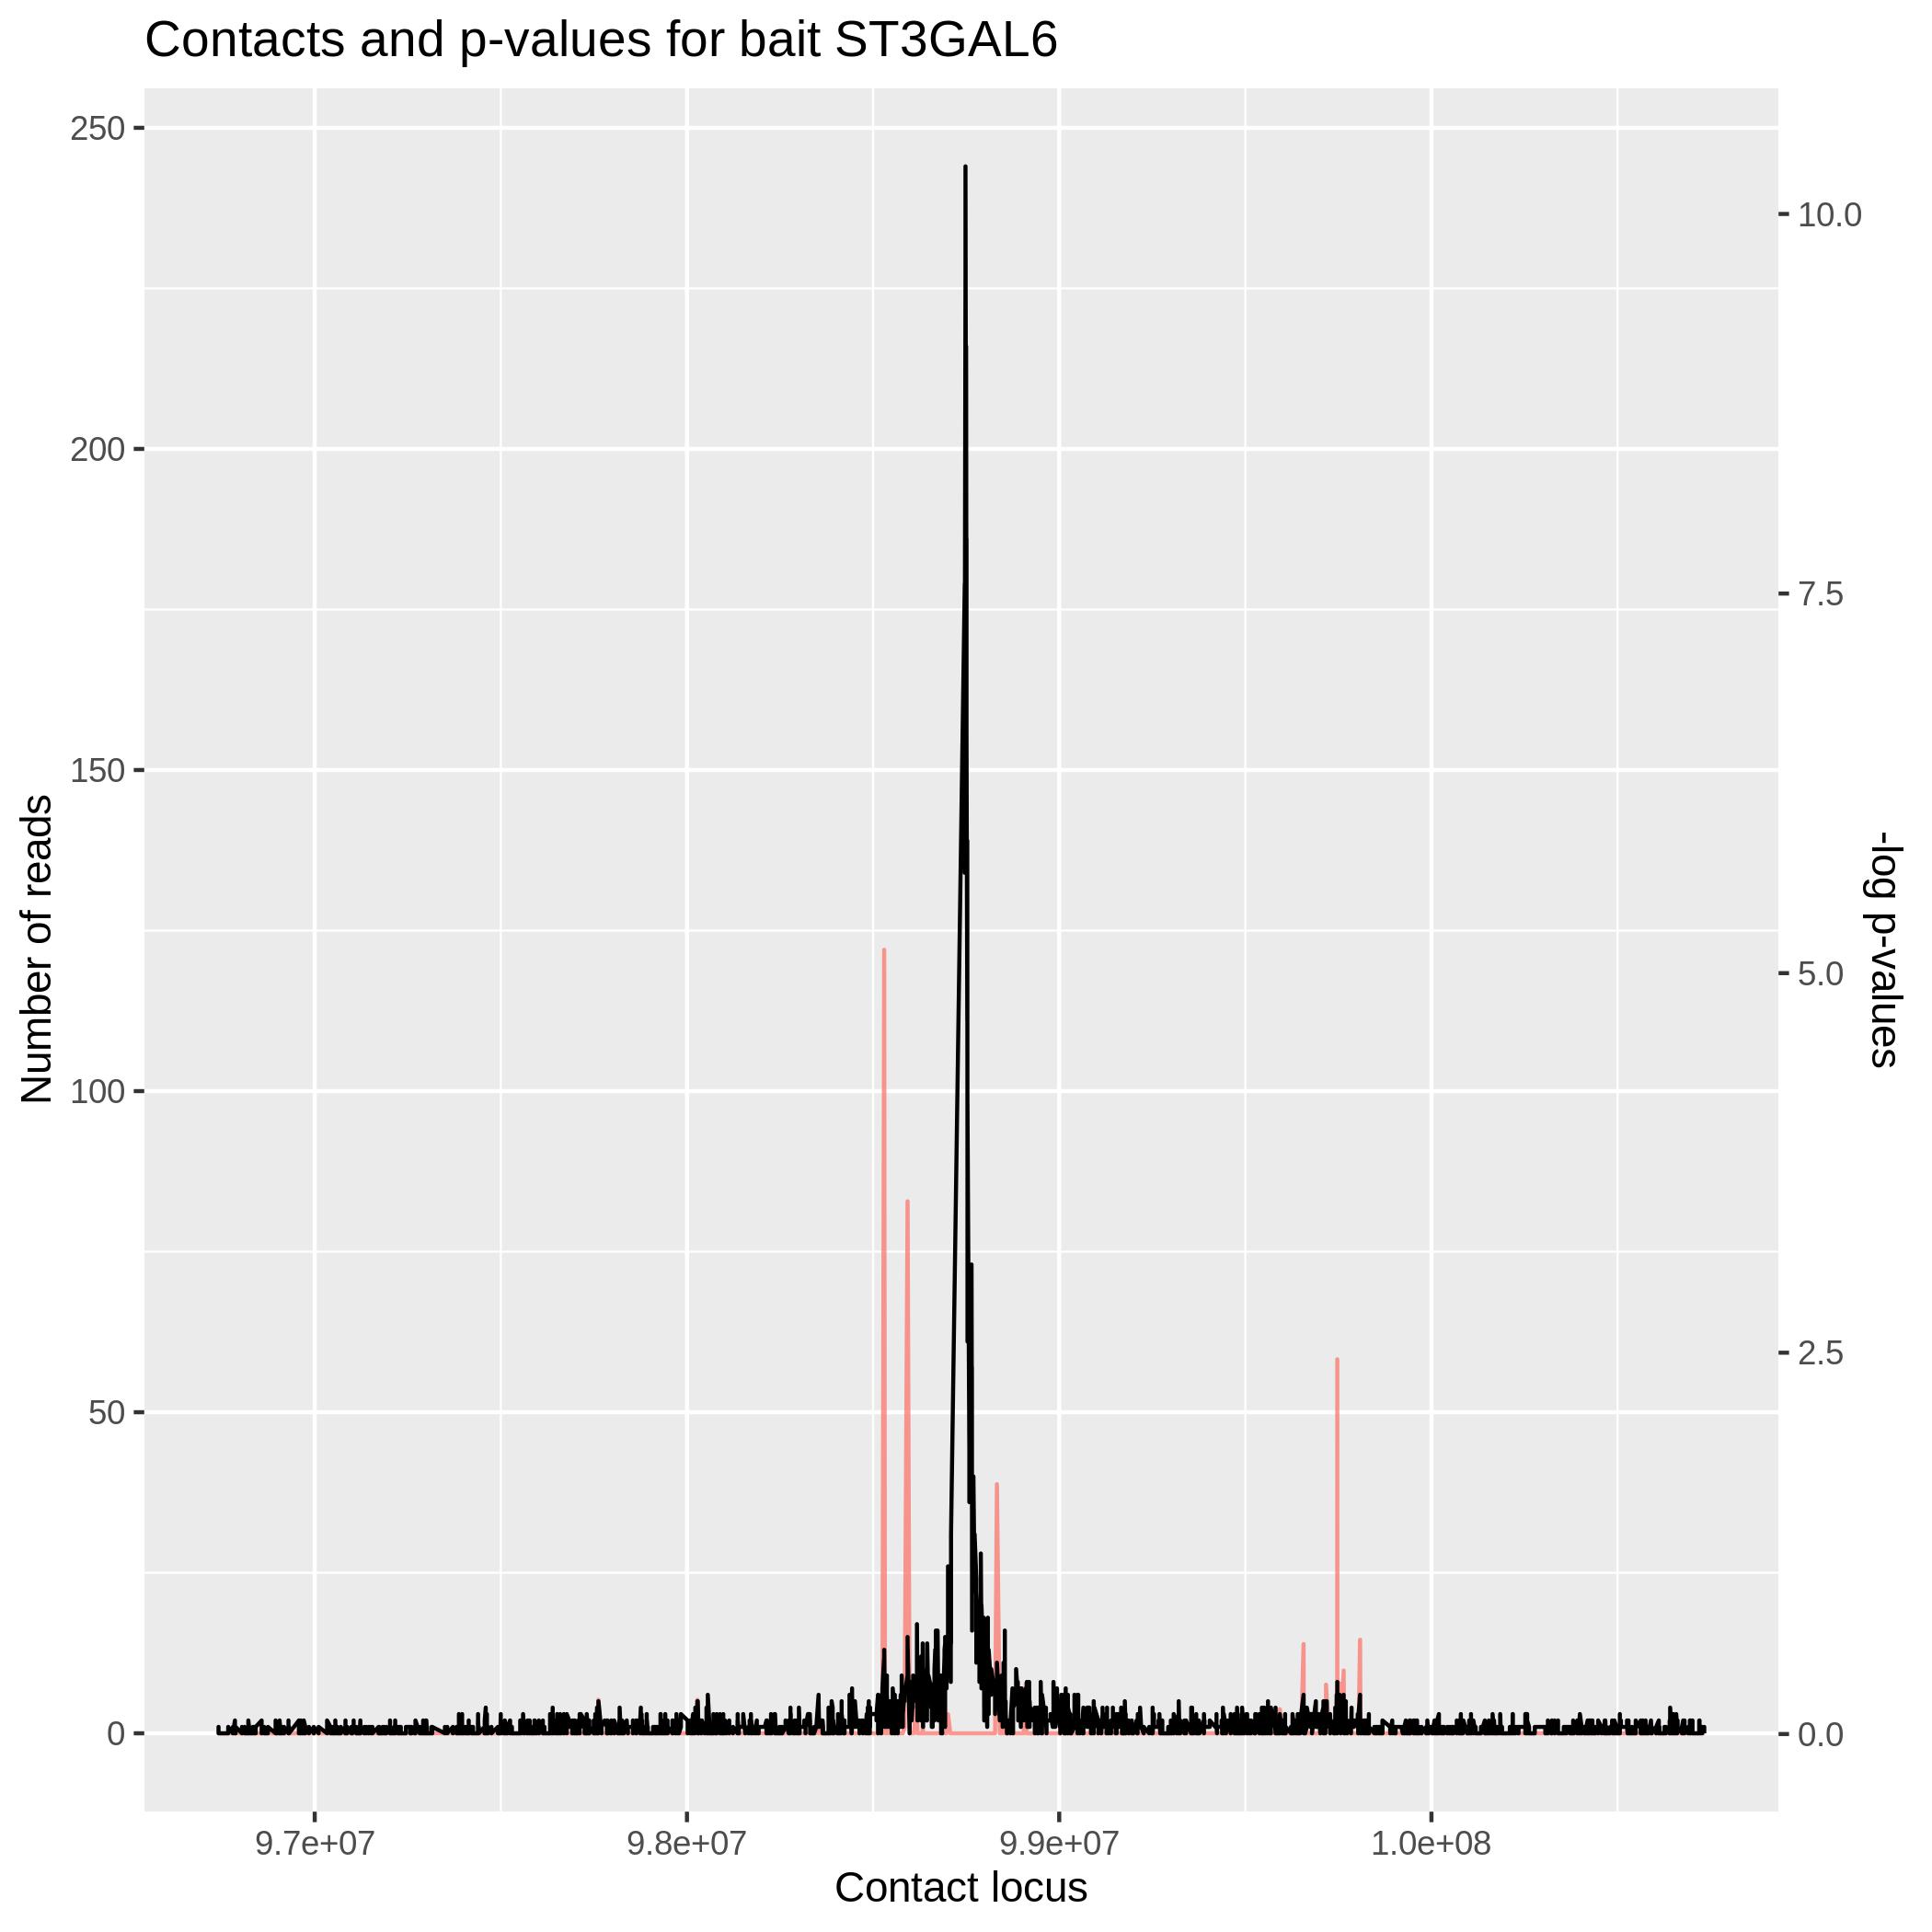 Contacts and p-values for bait ST3GAL6
250
200
150
100
50
0
Number of reads
10.0
7.5
5.0
2.5
0.0
-log p-values
9.7e+07
9.8e+07
9.9e+07
1.0e+08
Contact locus